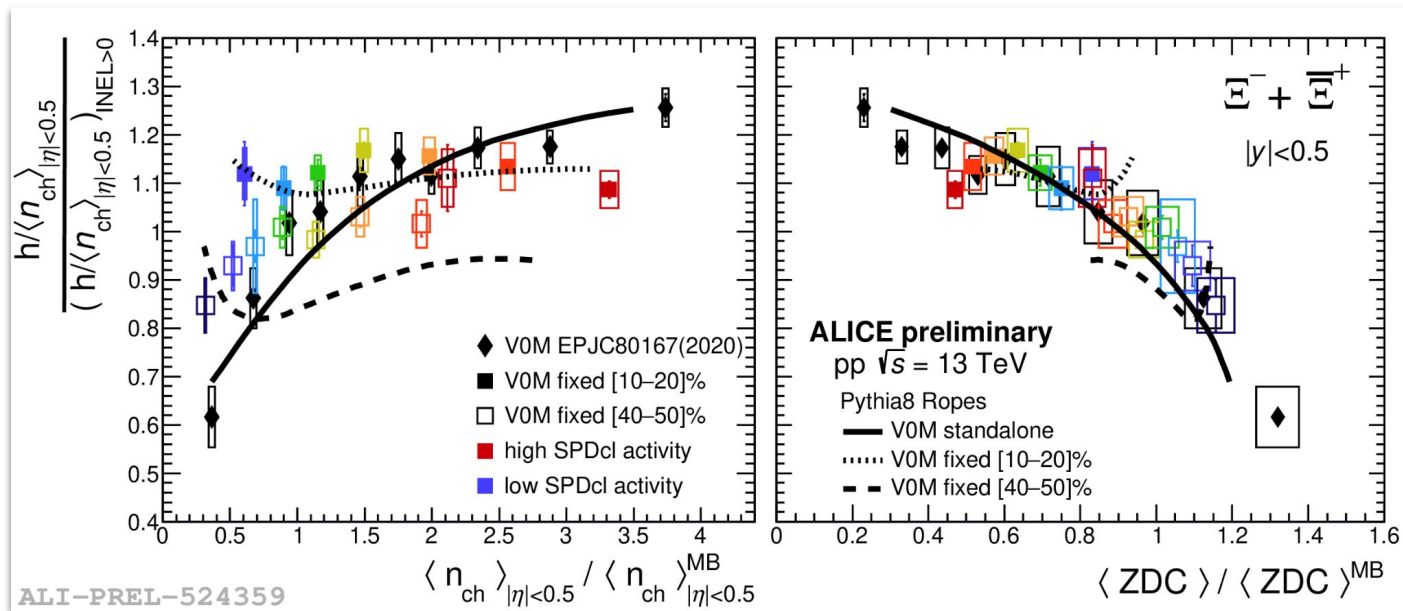 h/⟨n_ch⟩_|η|<0.5
( h/⟨n_ch⟩_|η|<0.5 )_INEL>0
1.4
1.3
1.2
1.1
1
0.9
0.8
0.7
0.6
0.5
0.4
0 0.5 1 1.5 2 2.5 3 3.5 4
⟨ n_ch ⟩_|η|<0.5 / ⟨ n_ch ⟩^MB_|η|<0.5
V0M EPJC80167(2020)
V0M fixed [10–20]%
V0M fixed [40–50]%
high SPDcl activity
low SPDcl activity
ALI−PREL−524359
Ξ⁻ + Ξ̅⁺
|y|<0.5
ALICE preliminary
pp √s = 13 TeV
Pythia8 Ropes
V0M standalone
V0M fixed [10–20]%
V0M fixed [40–50]%
0 0.2 0.4 0.6 0.8 1 1.2 1.4 1.6
⟨ ZDC ⟩ / ⟨ ZDC ⟩^MB